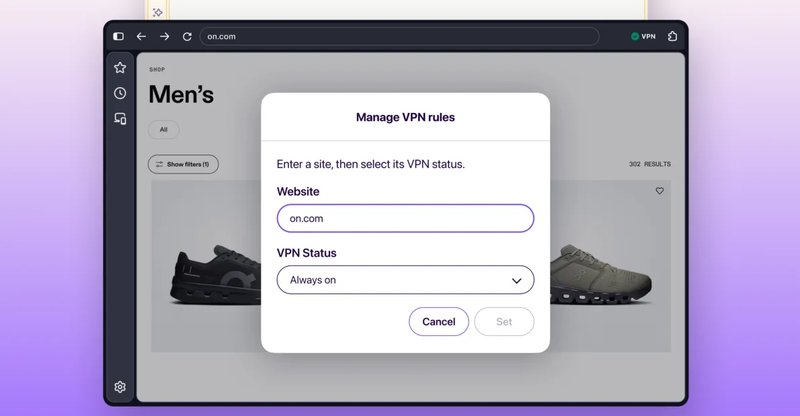 on.com
VPN
SHOP
Men's
All
Show filters (1)
302 RESULTS
Manage VPN rules
Enter a site, then select its VPN status.
Website
on.com
VPN Status
Always on
Cancel
Set